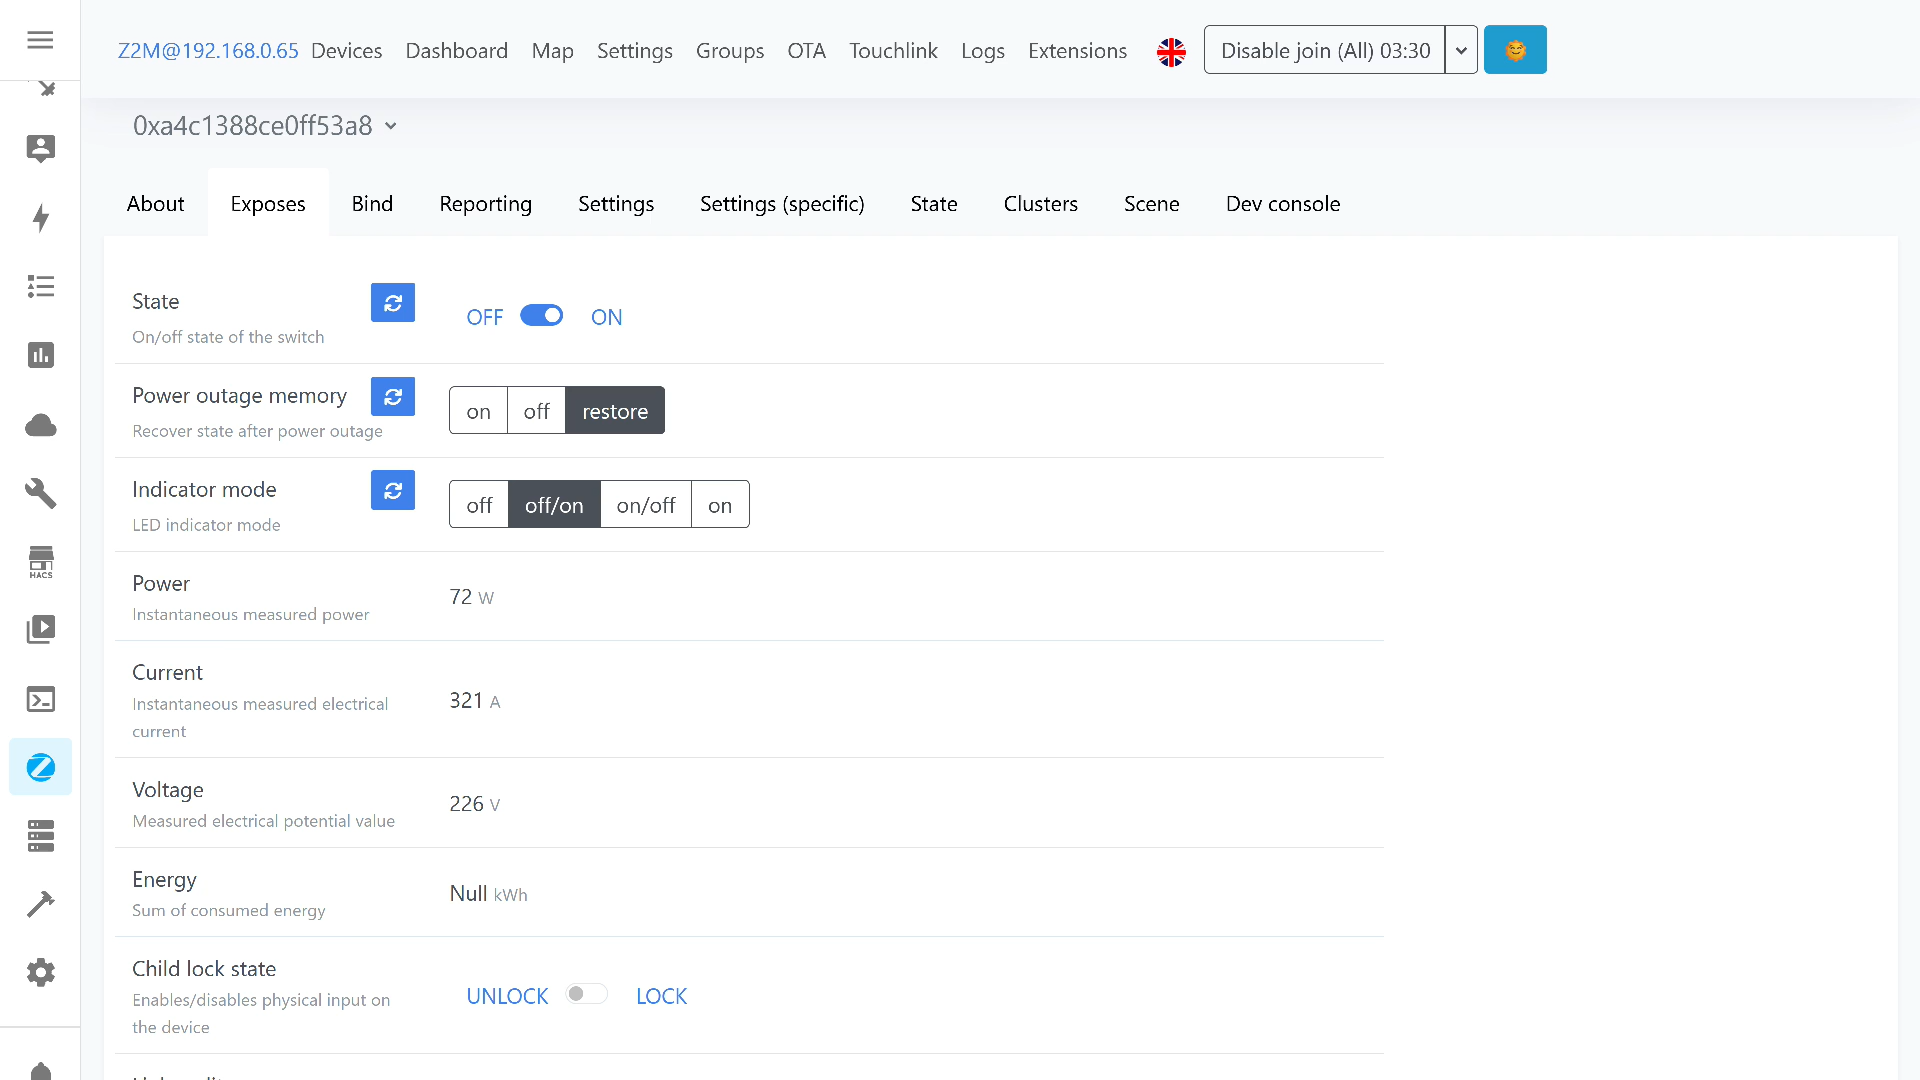 Z2M@192.168.0.65 Devices Dashboard Map Settings Groups OTA Touchlink Logs Extensions Disable join (All) 03:30
0xa4c1388ce0ff53a8
About Exposes Bind Reporting Settings Settings (specific) State Clusters Scene Dev console
State
OFF ON
On/off state of the switch
Power outage memory
on off restore
Recover state after power outage
Indicator mode
off off/on on/off on
LED indicator mode
HACS
Power
72 W
Instantaneous measured power
Current
321 A
Instantaneous measured electrical
current
Voltage
226 V
Measured electrical potential value
Energy
Null kWh
Sum of consumed energy
Child lock state
UNLOCK LOCK
Enables/disables physical input on
the device